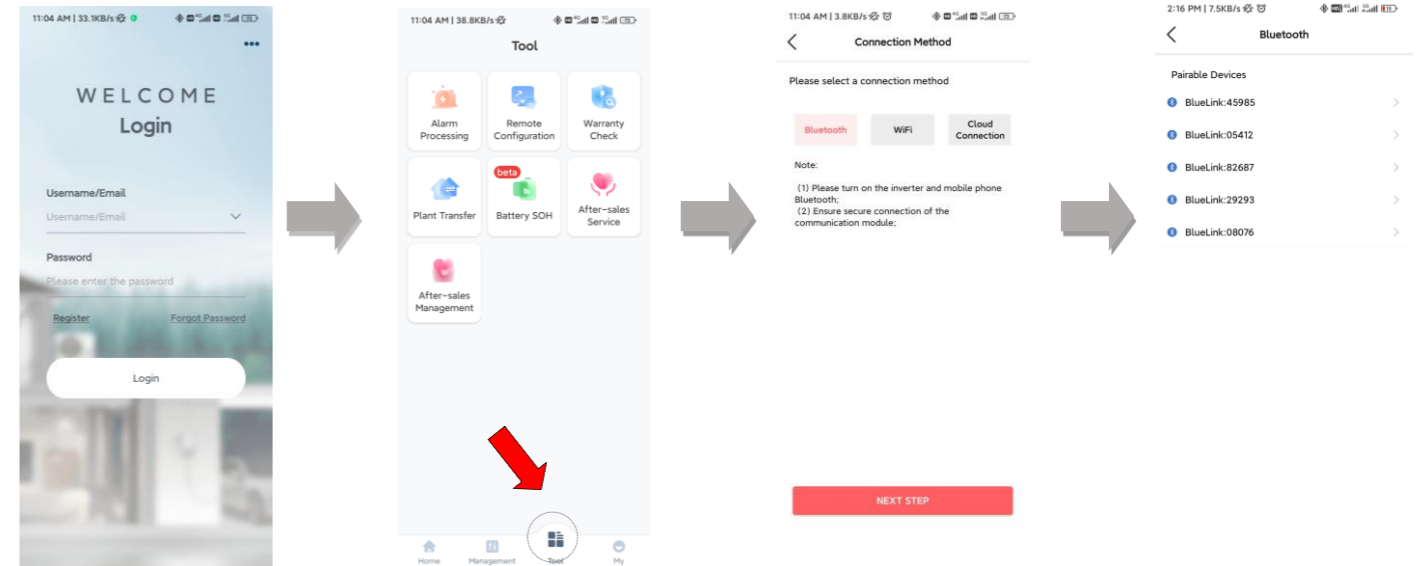 11:04 AM | 33.1KB/s
WELCOME
Login
Username/Email
Username/Email
Password
Please enter the password
Register
Forgot Password
Login
11:04 AM | 38.8KB/s
Tool
Alarm
Processing
Remote
Configuration
Warranty
Check
Plant Transfer
beta
Battery SOH
After-sales
Service
After-sales
Management
Home
Management
Tool
My
11:04 AM | 3.8KB/s
Connection Method
Please select a connection method
Bluetooth
WiFi
Cloud
Connection
Note:
(1) Please turn on the inverter and mobile phone
Bluetooth;
(2) Ensure secure connection of the
communication module;
NEXT STEP
2:16 PM | 7.5KB/s
Bluetooth
Pairable Devices
BlueLink:45985
BlueLink:05412
BlueLink:82687
BlueLink:29293
BlueLink:08076